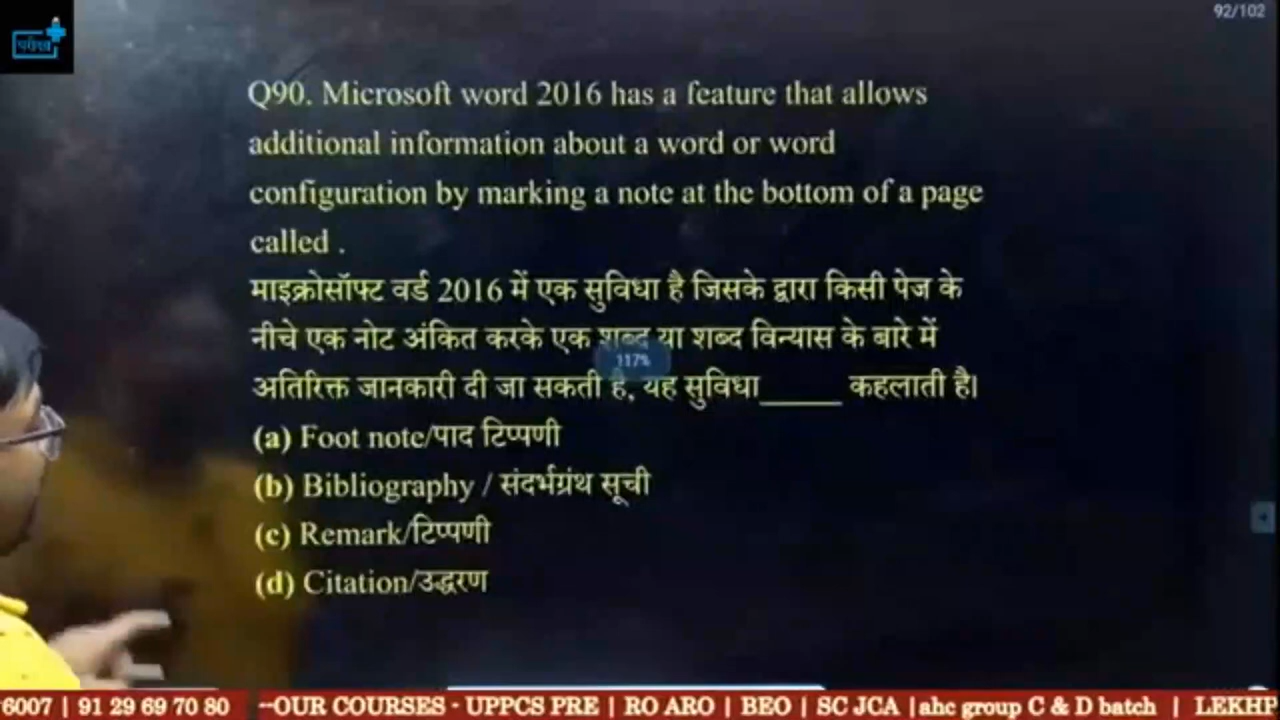 92/102
परीक्षा
Q90. Microsoft word 2016 has a feature that allows
additional information about a word or word
configuration by marking a note at the bottom of a page
called .
माइक्रोसॉफ्ट वर्ड 2016 में एक सुविधा है जिसके द्वारा किसी पेज के
नीचे एक नोट अंकित करके एक शब्द या शब्द विन्यास के बारे में
117%
अतिरिक्त जानकारी दी जा सकती है, यह सुविधा_____ कहलाती है।
(a) Foot note/पाद टिप्पणी
(b) Bibliography / संदर्भग्रंथ सूची
(c) Remark/टिप्पणी
(d) Citation/उद्धरण
6007 | 91 29 69 70 80 --OUR COURSES - UPPCS PRE | RO ARO | BEO | SC JCA |ahc group C & D batch | LEKHP